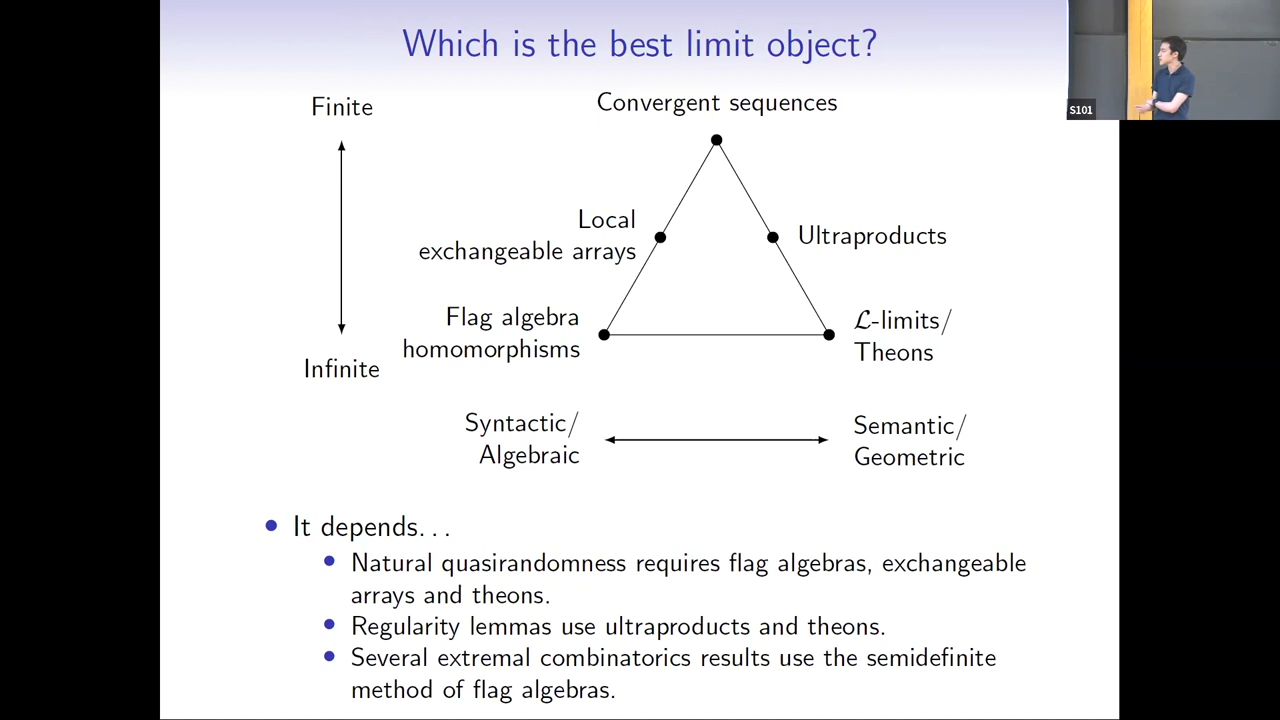 Which is the best limit object?
S101
Finite
Convergent sequences
Local
exchangeable arrays
Ultraproducts
Flag algebra
homomorphisms
ℒ-limits/
Theons
Infinite
Syntactic/
Algebraic
Semantic/
Geometric
It depends. . .
Natural quasirandomness requires flag algebras, exchangeable
arrays and theons.
Regularity lemmas use ultraproducts and theons.
Several extremal combinatorics results use the semidefinite
method of flag algebras.